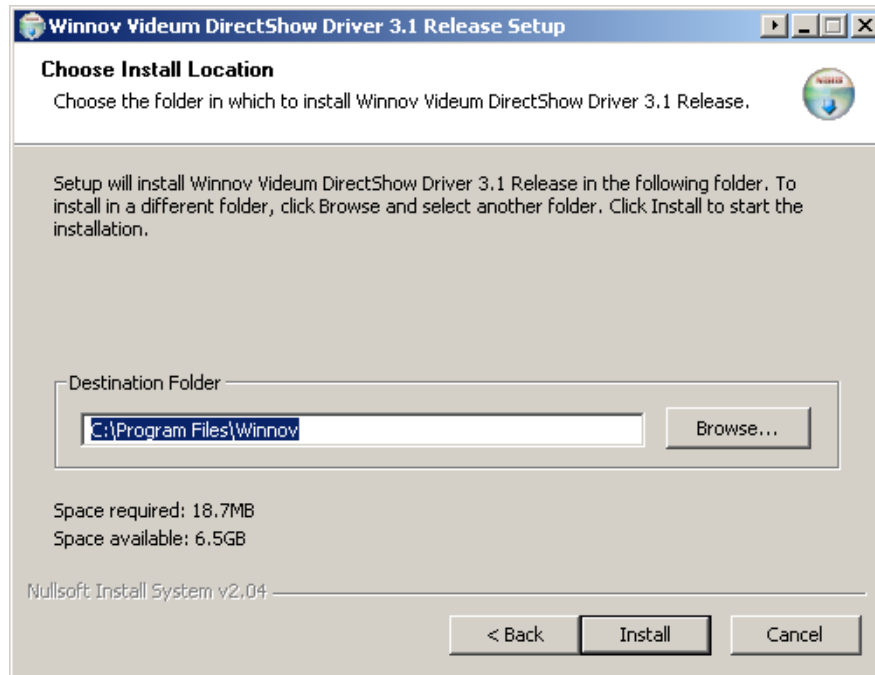 Winnov Videum DirectShow Driver 3.1 Release Setup
Choose Install Location
Choose the folder in which to install Winnov Videum DirectShow Driver 3.1 Release.
Setup will install Winnov Videum DirectShow Driver 3.1 Release in the following folder. To
install in a different folder, click Browse and select another folder. Click Install to start the
installation.
Destination Folder
C:\Program Files\Winnov
Browse...
Space required: 18.7MB
Space available: 6.5GB
Nullsoft Install System v2.04
< Back
Install
Cancel